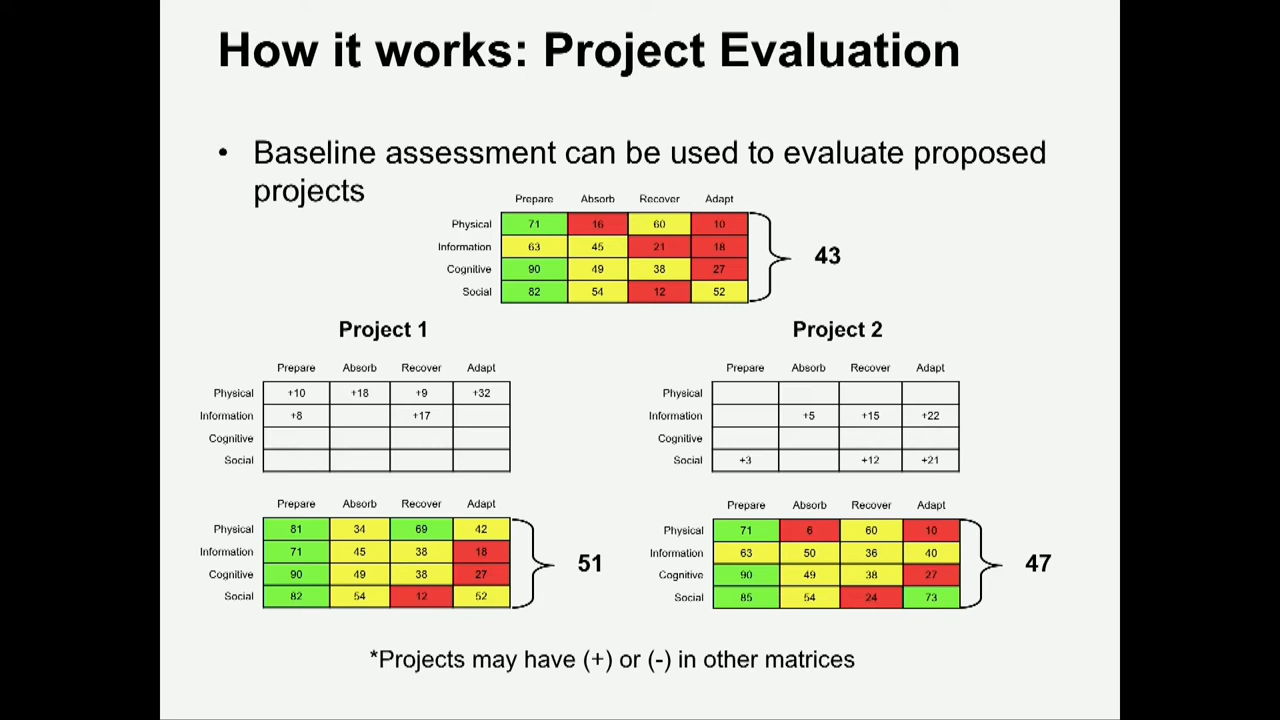 How it works: Project Evaluation
• Baseline assessment can be used to evaluate proposed
projects
Prepare Absorb Recover Adapt
Physical 71 16 60 10
Information 63 45 21 18
Cognitive 90 49 38 27
Social 82 54 12 52
43
Project 1
Prepare Absorb Recover Adapt
Physical +10 +18 +9 +32
Information +8 +17
Cognitive
Social
Prepare Absorb Recover Adapt
Physical 81 34 69 42
Information 71 45 38 18
Cognitive 90 49 38 27
Social 82 54 12 52
51
Project 2
Prepare Absorb Recover Adapt
Physical
Information +5 +15 +22
Cognitive
Social +3 +12 +21
Prepare Absorb Recover Adapt
Physical 71 6 60 10
Information 63 50 36 40
Cognitive 90 49 38 27
Social 85 54 24 73
47
*Projects may have (+) or (-) in other matrices